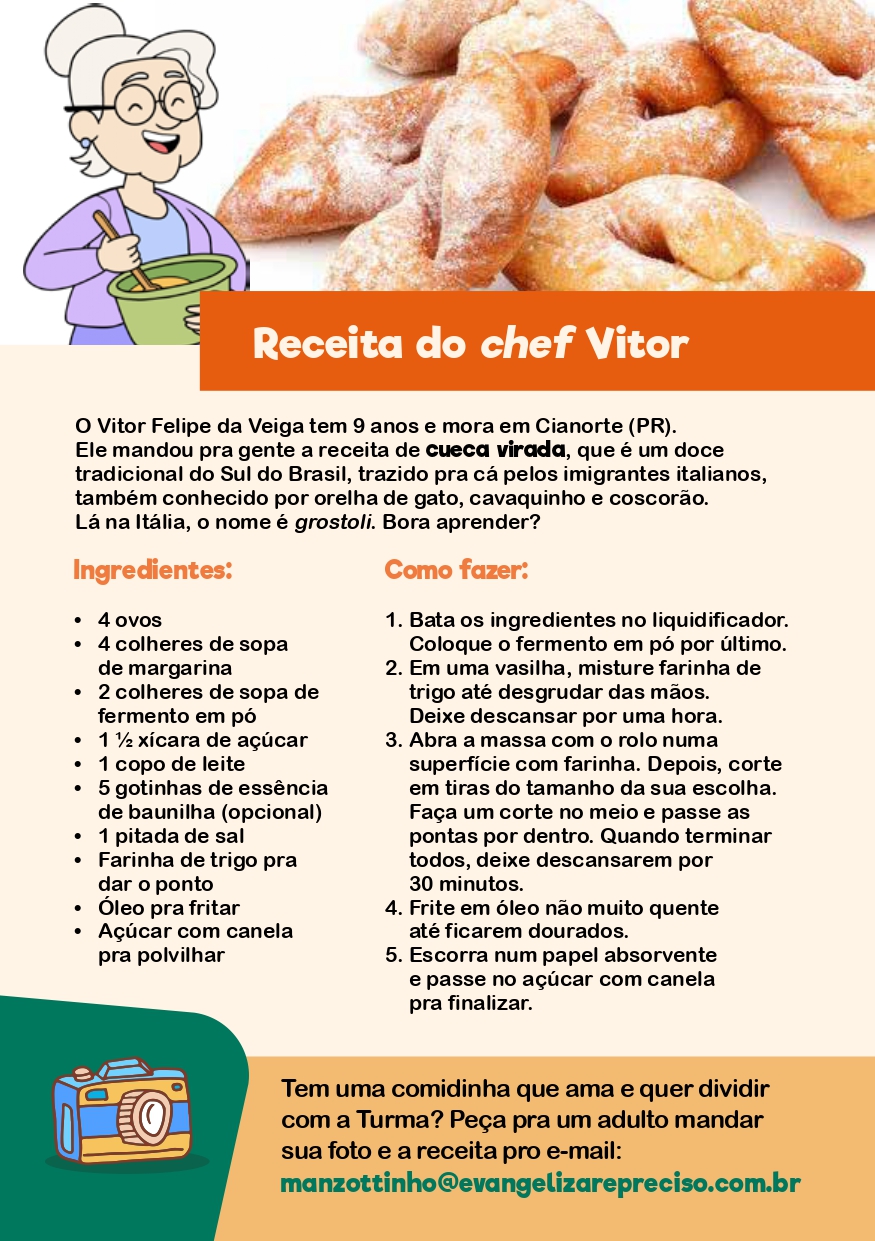 Receita do chef Vitor
O Vitor Felipe da Veiga tem 9 anos e mora em Cianorte (PR).
Ele mandou pra gente a receita de cueca virada, que é um doce
tradicional do Sul do Brasil, trazido pra cá pelos imigrantes italianos,
também conhecido por orelha de gato, cavaquinho e coscorão.
Lá na Itália, o nome é grostoli. Bora aprender?
Ingredientes:
• 4 ovos
• 4 colheres de sopa
de margarina
• 2 colheres de sopa de
fermento em pó
• 1 ½ xícara de açúcar
• 1 copo de leite
• 5 gotinhas de essência
de baunilha (opcional)
• 1 pitada de sal
• Farinha de trigo pra
dar o ponto
• Óleo pra fritar
• Açúcar com canela
pra polvilhar
Como fazer:
1. Bata os ingredientes no liquidificador.
Coloque o fermento em pó por último.
2. Em uma vasilha, misture farinha de
trigo até desgrudar das mãos.
Deixe descansar por uma hora.
3. Abra a massa com o rolo numa
superfície com farinha. Depois, corte
em tiras do tamanho da sua escolha.
Faça um corte no meio e passe as
pontas por dentro. Quando terminar
todos, deixe descansarem por
30 minutos.
4. Frite em óleo não muito quente
até ficarem dourados.
5. Escorra num papel absorvente
e passe no açúcar com canela
pra finalizar.
Tem uma comidinha que ama e quer dividir
com a Turma? Peça pra um adulto mandar
sua foto e a receita pro e-mail:
manzottinho@evangelizarepreciso.com.br